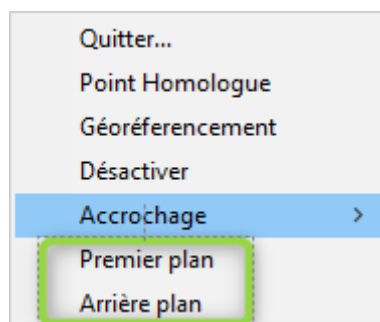 Quitter...
Point Homologue
Géoréferencement
Désactiver
Accrochage
Premier plan
Arrière plan